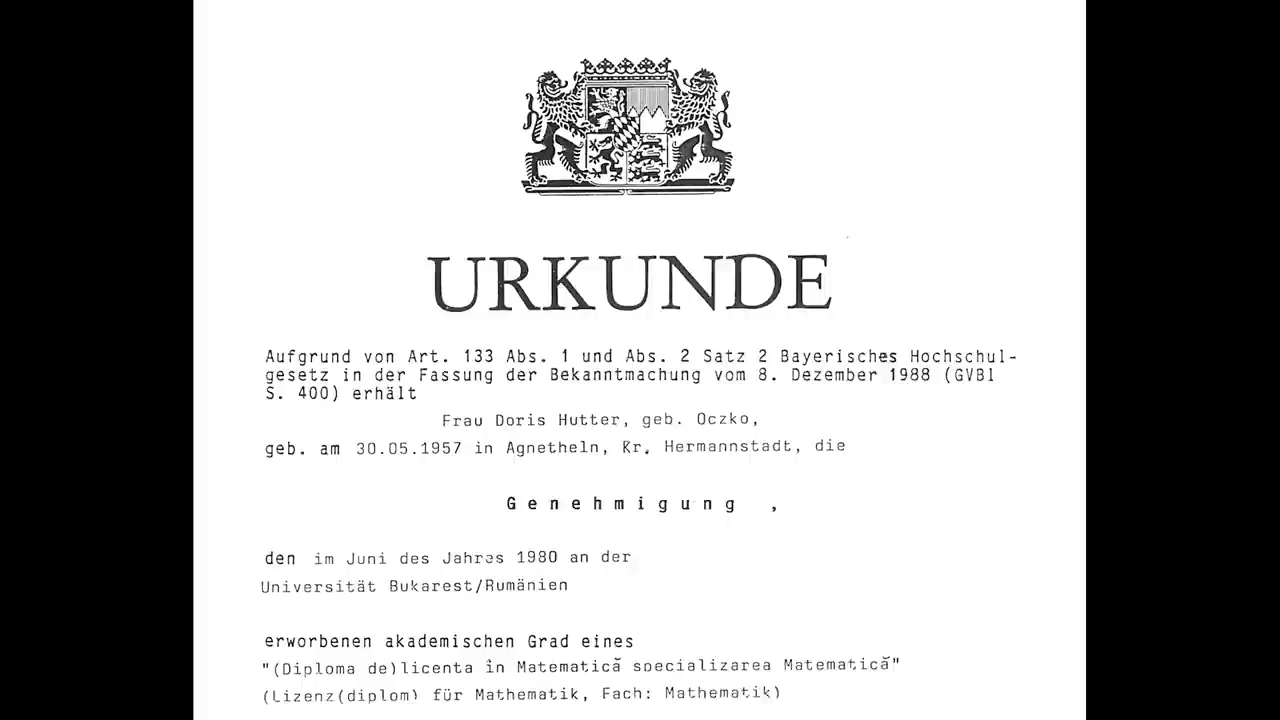 URKUNDE
Aufgrund von Art. 133 Abs. 1 und Abs. 2 Satz 2 Bayerisches Hochschul-
gesetz in der Fassung der Bekanntmachung vom 8. Dezember 1988 (GVBl
S. 400) erhält
Frau Doris Hutter, geb. Oczko,
geb. am 30.05.1957 in Agnetheln, Kr. Hermannstadt, die
Genehmigung ,
den im Juni des Jahres 1980 an der
Universität Bukarest/Rumänien
erworbenen akademischen Grad eines
"(Diploma de)licenta în Matematică specializarea Matematică"
(Lizenz(diplom) für Mathematik, Fach: Mathematik)